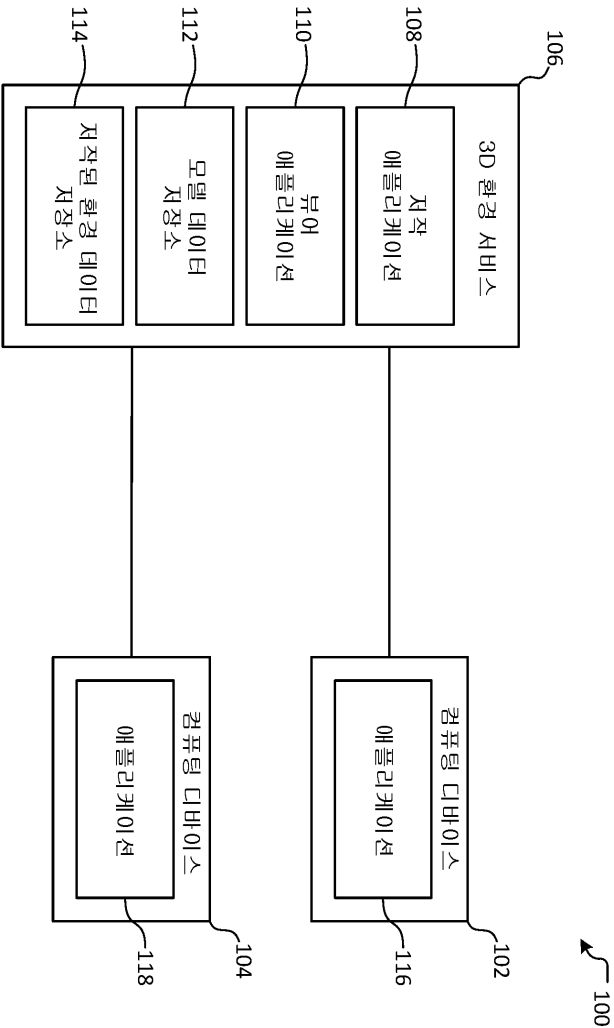 100
106
3D 환경 서비스
108
저작
애플리케이션
110
뷰어
애플리케이션
112
모델 데이터
저장소
114
저작된 환경 데이터
저장소
컴퓨팅 디바이스
102
애플리케이션
116
컴퓨팅 디바이스
104
애플리케이션
118